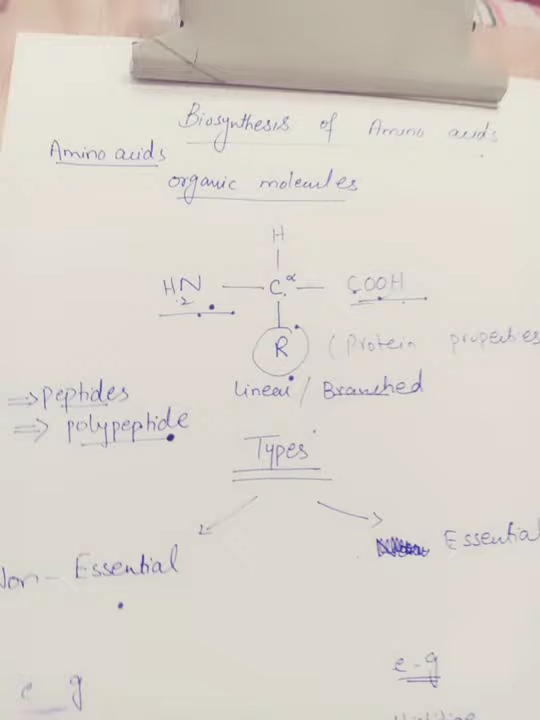 Biosynthesis of Amino acids
Amino acids
organic molecules
H
H2N — Cα — COOH
R (protein properties
linear / Branched
⇒ peptides
⇒ polypeptide
Types
Non - Essential
Essential
e g
e-g